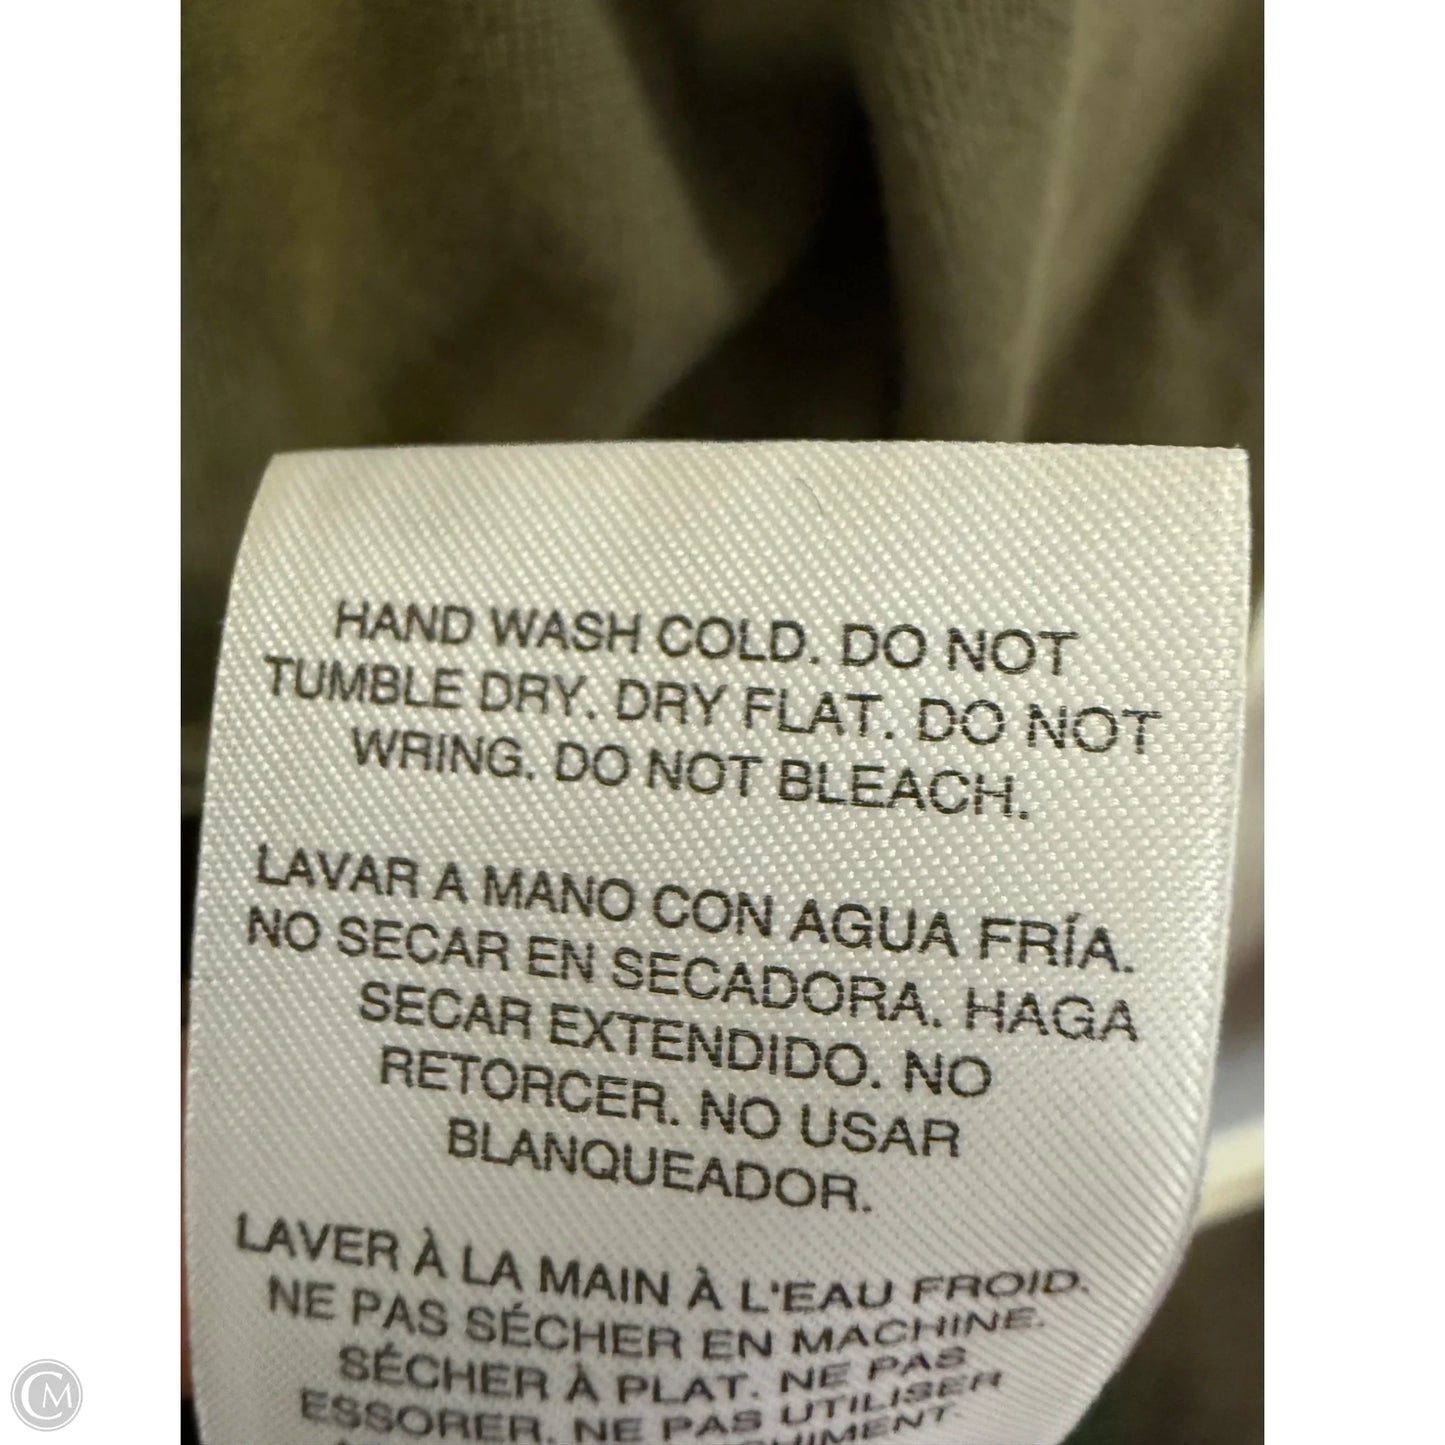 HAND WASH COLD. DO NOT
TUMBLE DRY. DRY FLAT. DO NOT
WRING. DO NOT BLEACH.
LAVAR A MANO CON AGUA FRÍA.
NO SECAR EN SECADORA. HAGA
SECAR EXTENDIDO. NO
RETORCER. NO USAR
BLANQUEADOR.
LAVER À LA MAIN À L'EAU FROID.
NE PAS SÉCHER EN MACHINE.
SÉCHER À PLAT. NE PAS
ESSORER. NE PAS UTILISER
CM